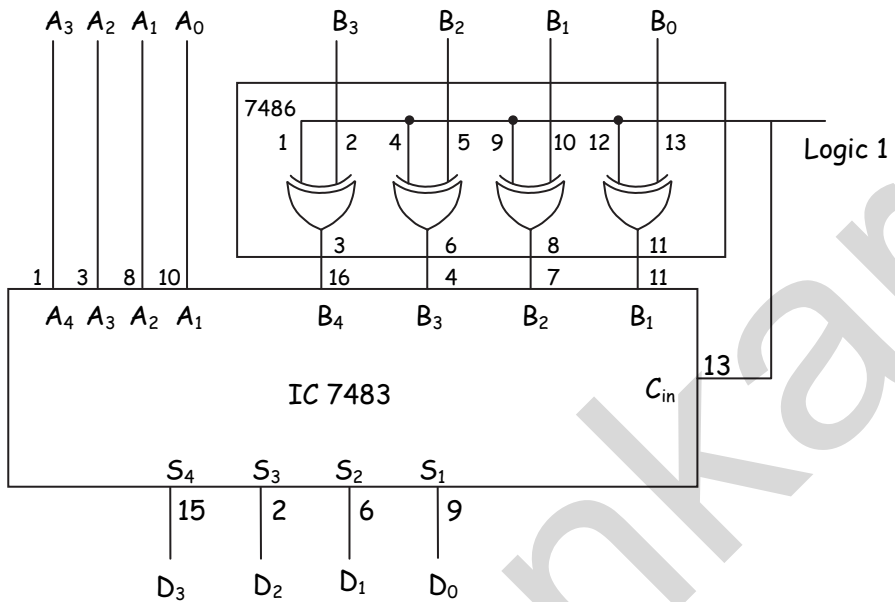 A₃ A₂ A₁ A₀ B₃ B₂ B₁ B₀
7486
1 2 4 5 9 10 12 13
Logic 1
3 6 8 11
1 3 8 10 16 4 7 11
A₄ A₃ A₂ A₁ B₄ B₃ B₂ B₁
13
IC 7483 Cin
S₄ S₃ S₂ S₁
15 2 6 9
D₃ D₂ D₁ D₀